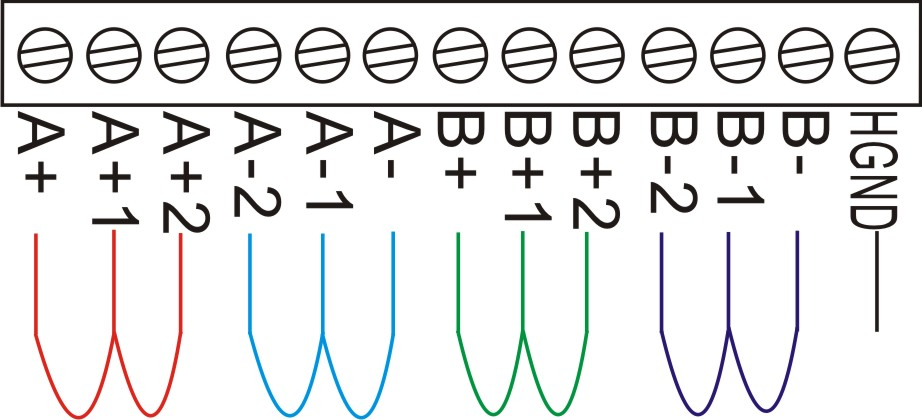 A+
A+1
A+2
A-2
A-1
A-
B+
B+1
B+2
B-2
B-1
B-
HGND